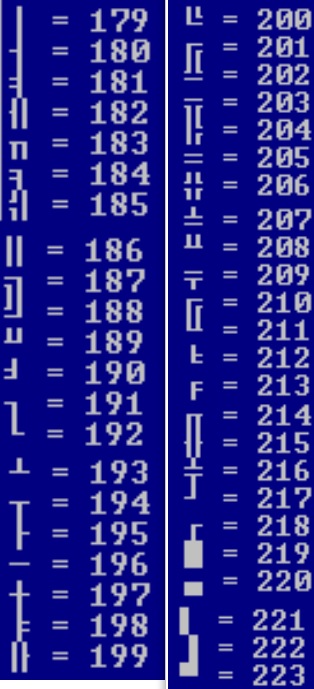 │ = 179
┤ = 180
╡ = 181
╢ = 182
╖ = 183
╕ = 184
╣ = 185
║ = 186
╗ = 187
╝ = 188
╜ = 189
╛ = 190
┐ = 191
└ = 192
┴ = 193
┬ = 194
├ = 195
─ = 196
┼ = 197
╞ = 198
╟ = 199
╚ = 200
╔ = 201
╩ = 202
╦ = 203
╠ = 204
═ = 205
╬ = 206
╧ = 207
╨ = 208
╤ = 209
╥ = 210
╙ = 211
╘ = 212
╒ = 213
╓ = 214
╫ = 215
╪ = 216
┘ = 217
┌ = 218
█ = 219
▄ = 220
▌ = 221
▐ = 222
▀ = 223